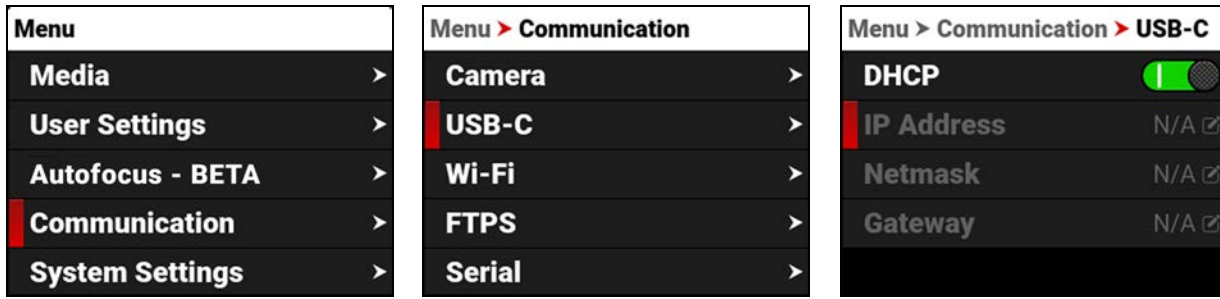 Menu
Media
User Settings
Autofocus - BETA
Communication
System Settings
Menu > Communication
Camera
USB-C
Wi-Fi
FTPS
Serial
Menu > Communication > USB-C
DHCP
IP Address N/A
Netmask N/A
Gateway N/A